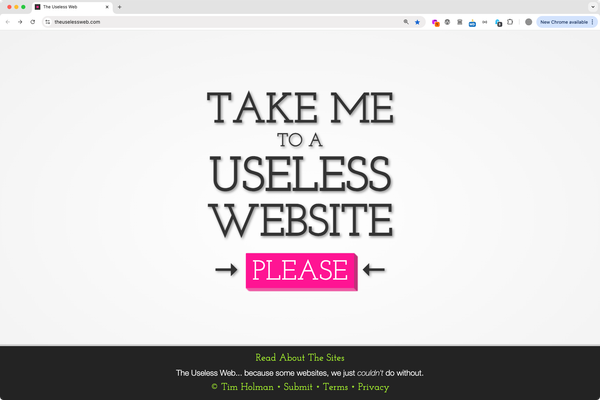 The Useless Web
theuselessweb.com
New Chrome available
TAKE ME
TO A
USELESS
WEBSITE
PLEASE
Read About The Sites
The Useless Web... because some websites, we just couldn't do without.
© Tim Holman • Submit • Terms • Privacy